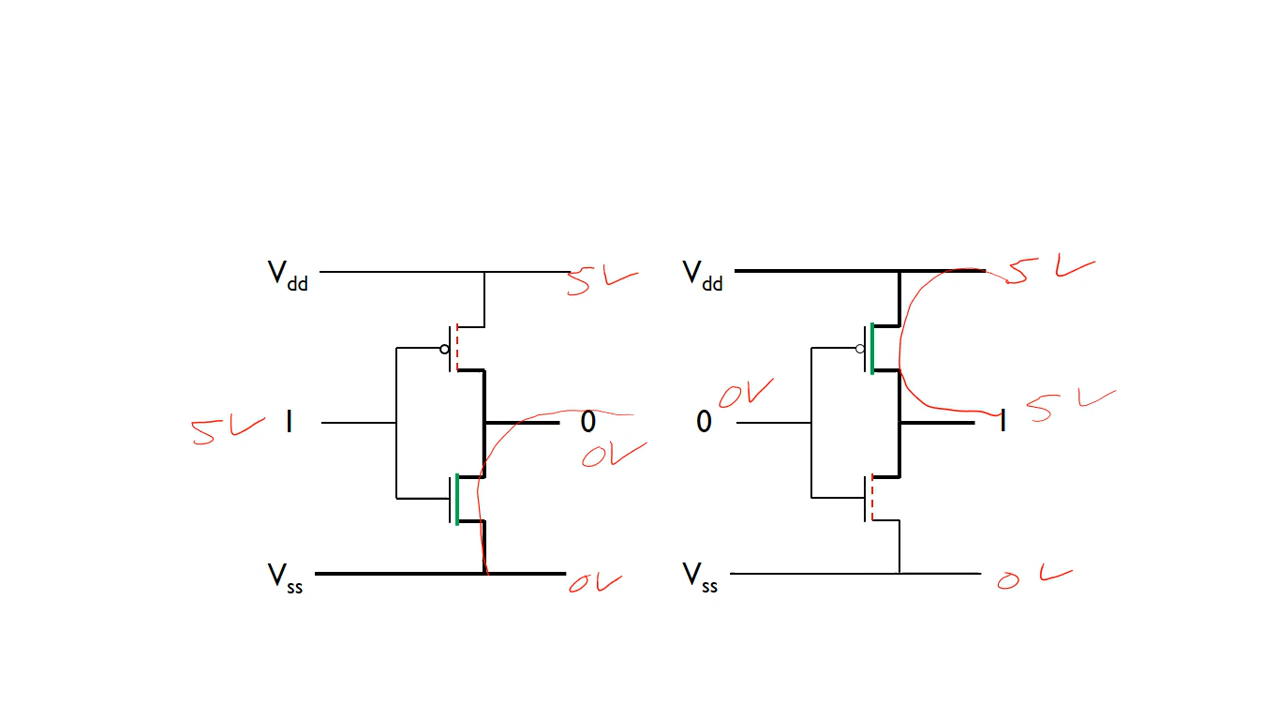 Vdd 5V
Vdd 5V
5V 1 0
0V
0 0V 1 5V
Vss 0V
Vss 0V